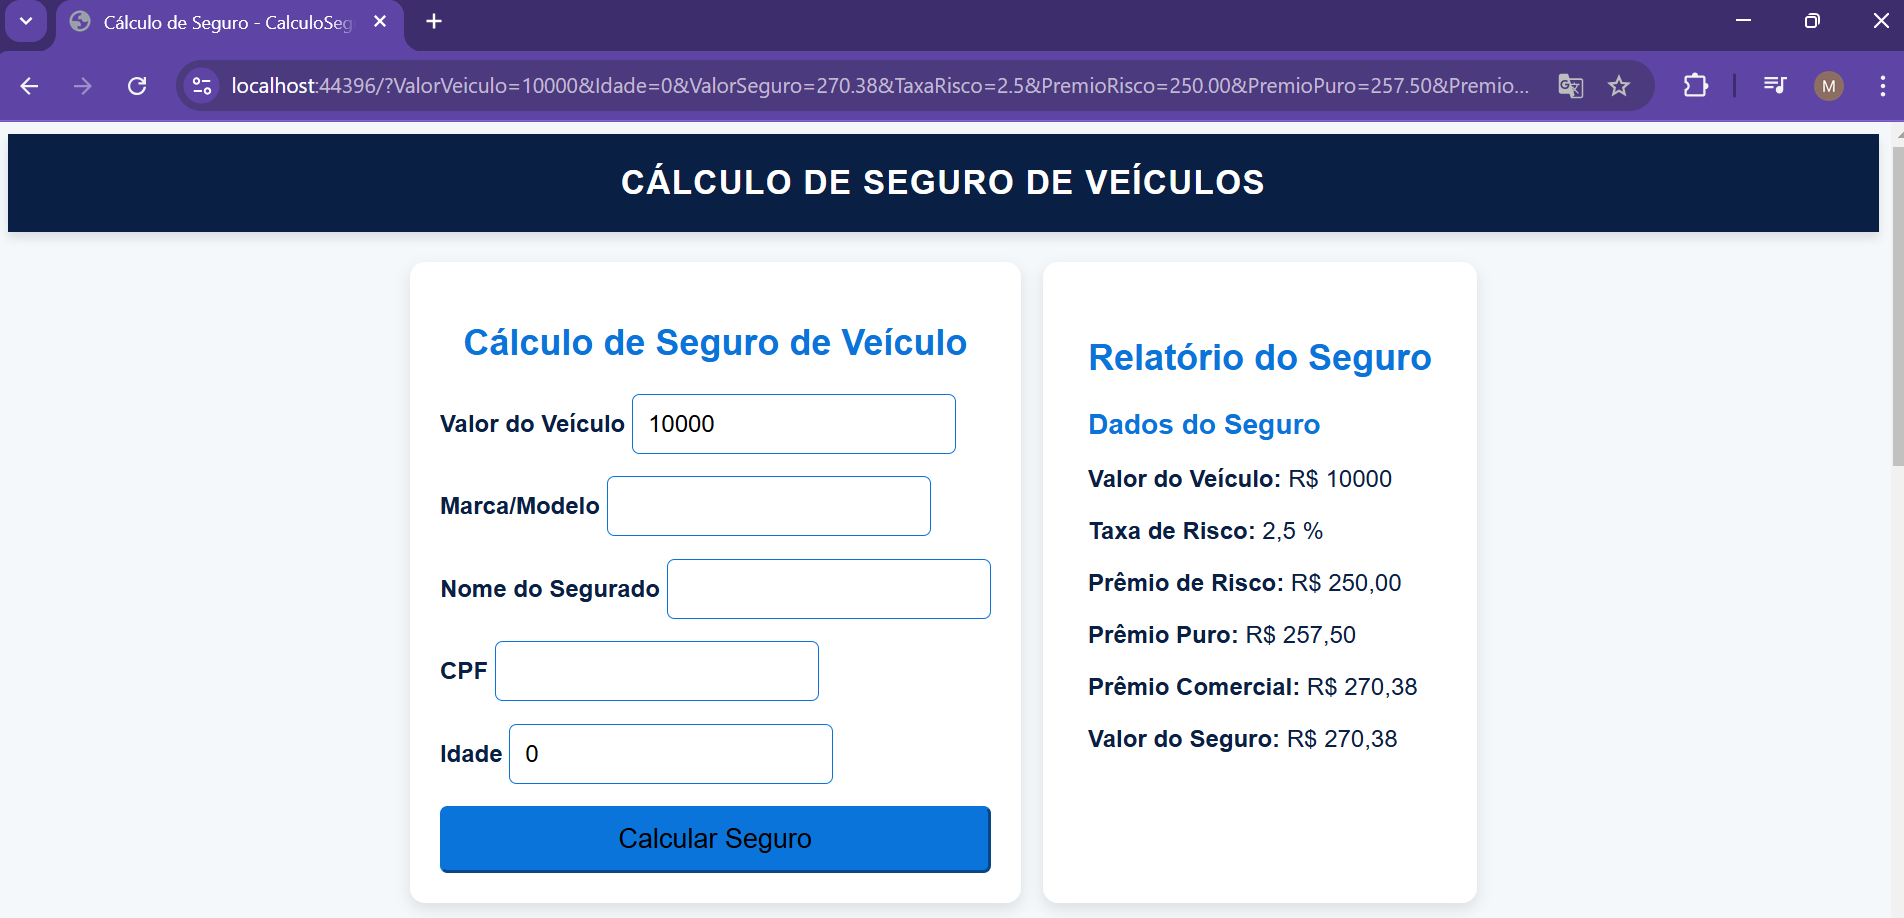 Cálculo de Seguro - CalculoSeg
localhost:44396/?ValorVeiculo=10000&Idade=0&ValorSeguro=270.38&TaxaRisco=2.5&PremioRisco=250.00&PremioPuro=257.50&Premio...
M
CÁLCULO DE SEGURO DE VEÍCULOS
Cálculo de Seguro de Veículo
Valor do Veículo 10000
Marca/Modelo
Nome do Segurado
CPF
Idade 0
Calcular Seguro
Relatório do Seguro
Dados do Seguro
Valor do Veículo: R$ 10000
Taxa de Risco: 2,5 %
Prêmio de Risco: R$ 250,00
Prêmio Puro: R$ 257,50
Prêmio Comercial: R$ 270,38
Valor do Seguro: R$ 270,38